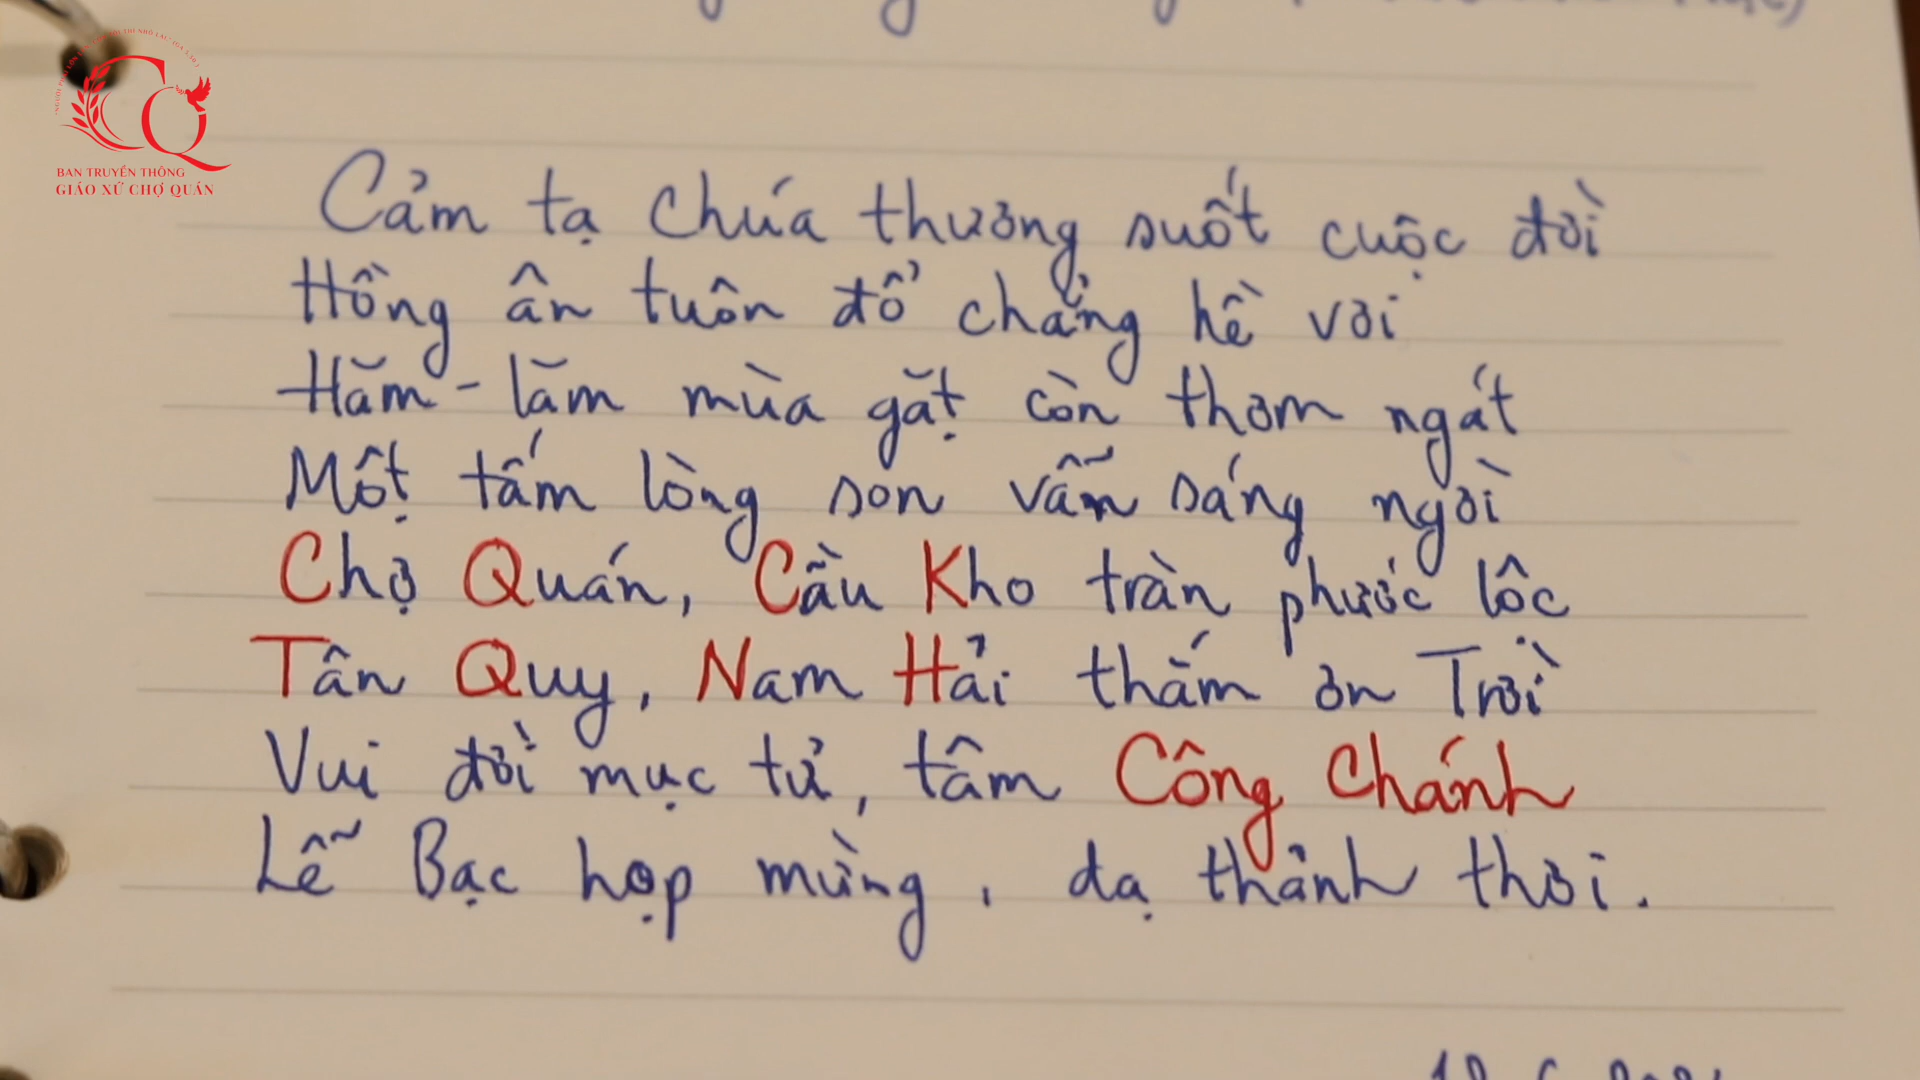 BAN TRUYỀN THÔNG
GIÁO XỨ CHỢ QUÁN
Cảm tạ Chúa thương suốt cuộc đời
Hồng ân tuôn đổ chẳng hề vơi
Hăm-lăm mùa gặt còn thơm ngát
Một tấm lòng son vẫn sáng ngời
Chợ Quán, Cầu Kho tràn phước lôc
Tân Quy, Nam Hải thắm ơn Trời
Vui đời mục tử, tâm Công Chánh
Lễ Bạc họp mừng, dạ thảnh thơi.